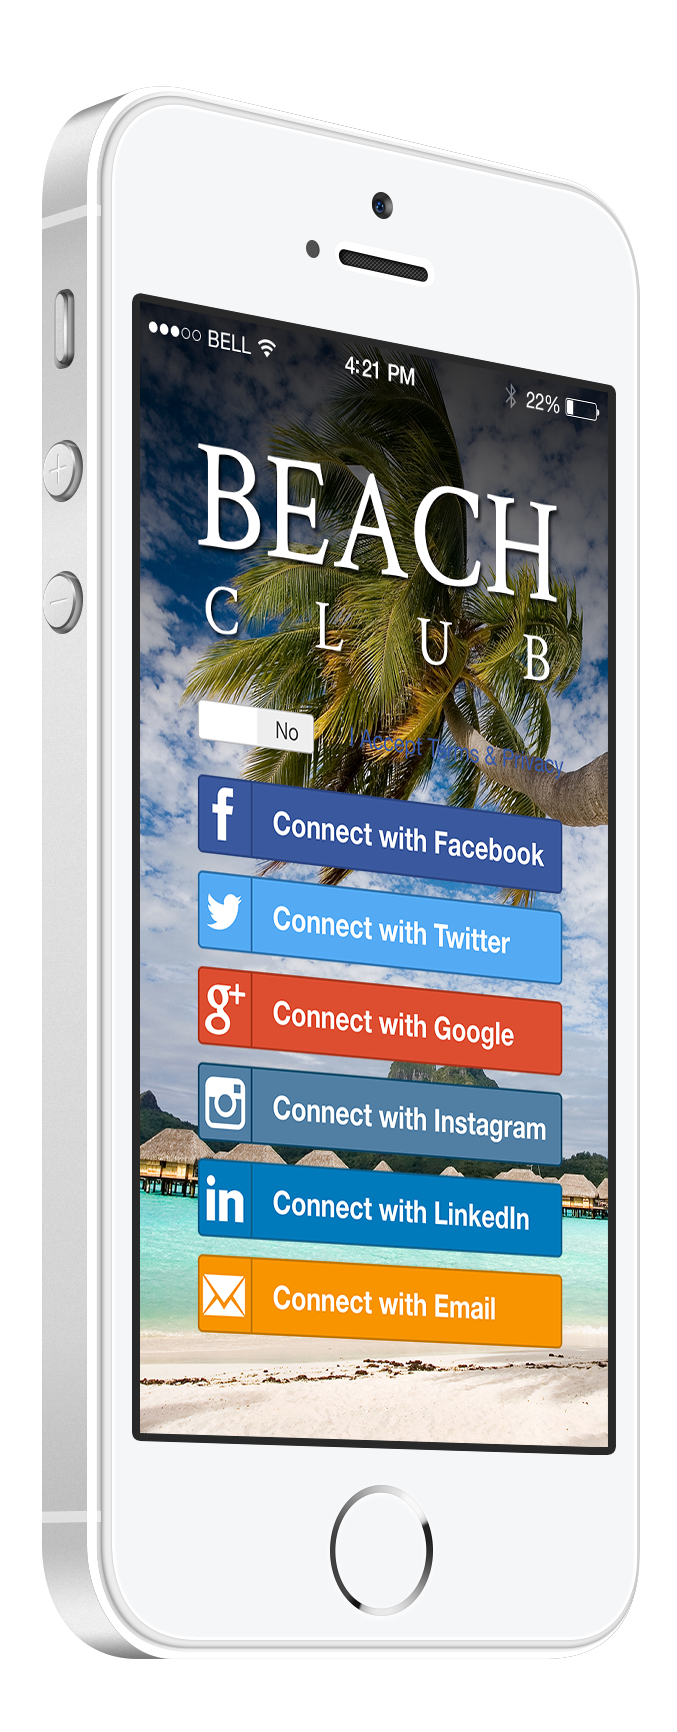 BELL
4:21 PM
22%
BEACH
CLUB
No
I Accept Terms & Privacy
Connect with Facebook
Connect with Twitter
Connect with Google
Connect with Instagram
Connect with LinkedIn
Connect with Email